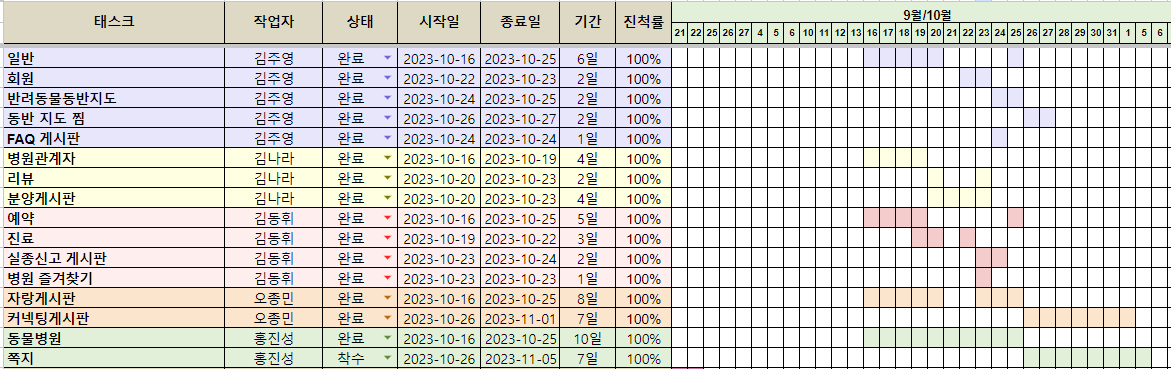 태스크 작업자 상태 시작일 종료일 기간 진척률 9월/10월
21 22 25 26 27 4 5 6 10 11 12 13 16 17 18 19 20 21 22 23 24 25 26 27 28 29 30 31 1 5 6
일반 김주영 완료 2023-10-16 2023-10-25 6일 100%
회원 김주영 완료 2023-10-22 2023-10-23 2일 100%
반려동물동반지도 김주영 완료 2023-10-24 2023-10-25 2일 100%
동반 지도 찜 김주영 완료 2023-10-26 2023-10-27 2일 100%
FAQ 게시판 김주영 완료 2023-10-24 2023-10-24 1일 100%
병원관계자 김나라 완료 2023-10-16 2023-10-19 4일 100%
리뷰 김나라 완료 2023-10-20 2023-10-23 2일 100%
분양게시판 김나라 완료 2023-10-20 2023-10-23 4일 100%
예약 김동휘 완료 2023-10-16 2023-10-25 5일 100%
진료 김동휘 완료 2023-10-19 2023-10-22 3일 100%
실종신고 게시판 김동휘 완료 2023-10-23 2023-10-24 2일 100%
병원 즐겨찾기 김동휘 완료 2023-10-23 2023-10-23 1일 100%
자랑게시판 오종민 완료 2023-10-16 2023-10-25 8일 100%
커넥팅게시판 오종민 완료 2023-10-26 2023-11-01 7일 100%
동물병원 홍진성 완료 2023-10-16 2023-10-25 10일 100%
쪽지 홍진성 착수 2023-10-26 2023-11-05 7일 100%